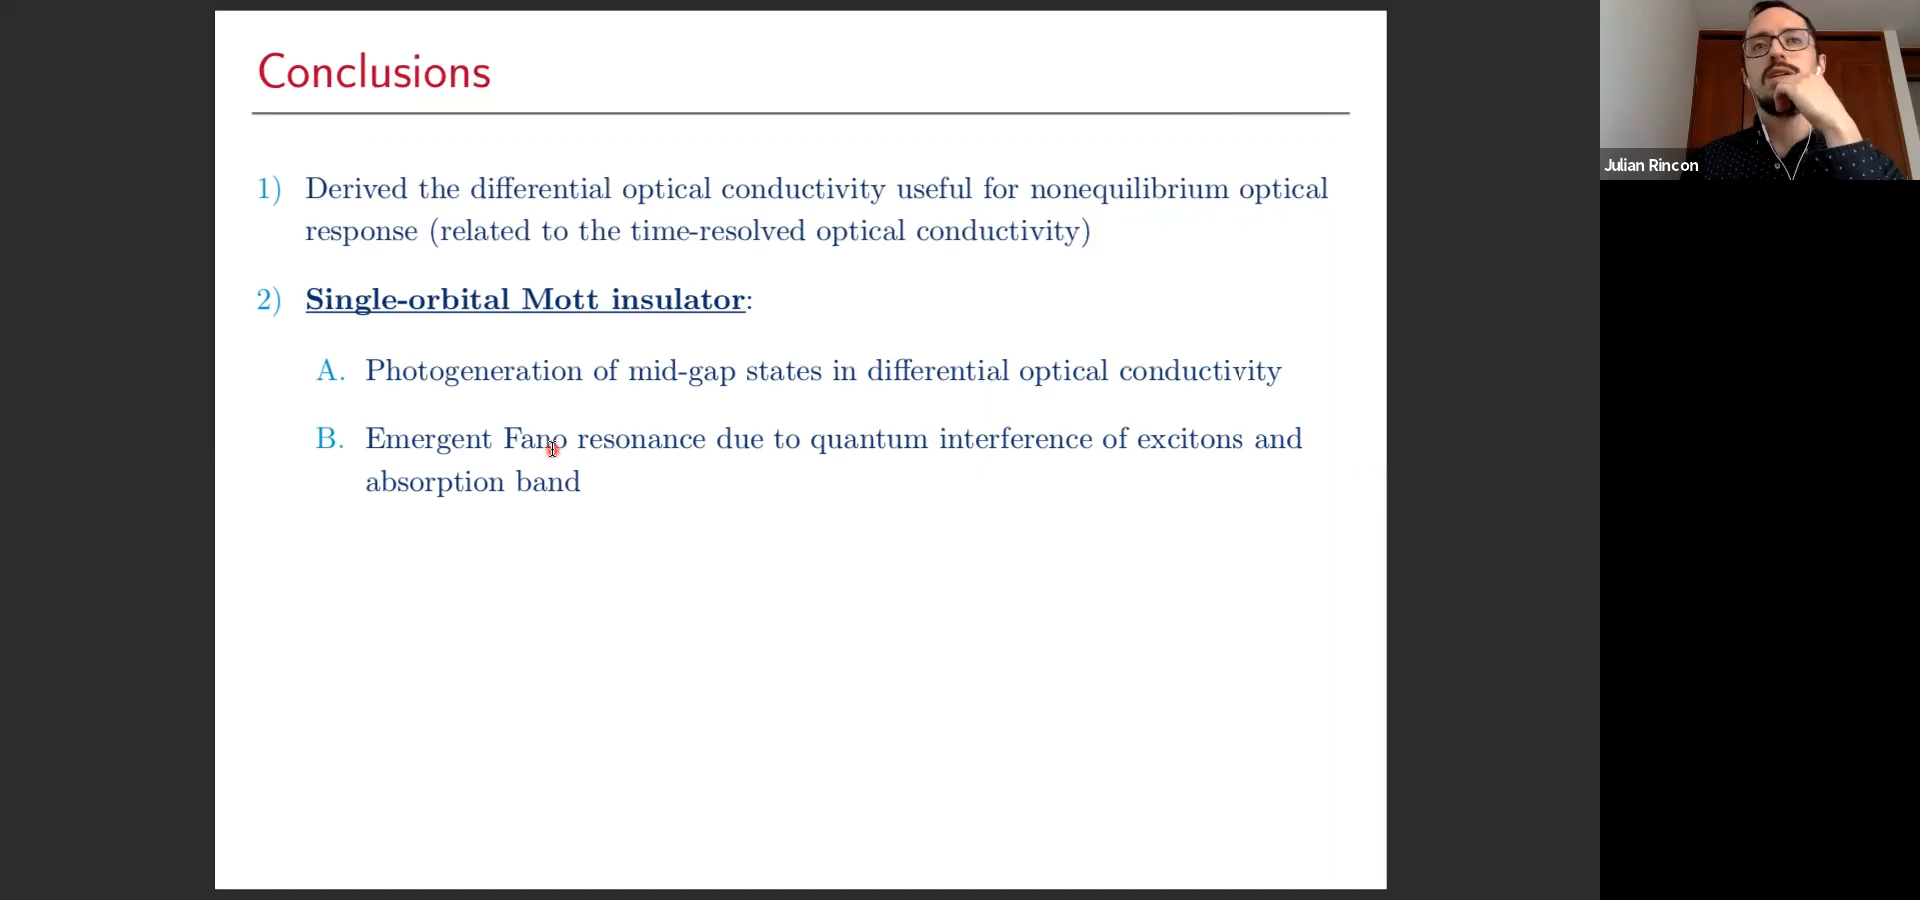 Conclusions
1) Derived the differential optical conductivity useful for nonequilibrium optical
response (related to the time-resolved optical conductivity)
2) Single-orbital Mott insulator:
A. Photogeneration of mid-gap states in differential optical conductivity
B. Emergent Fano resonance due to quantum interference of excitons and
absorption band
Julian Rincon